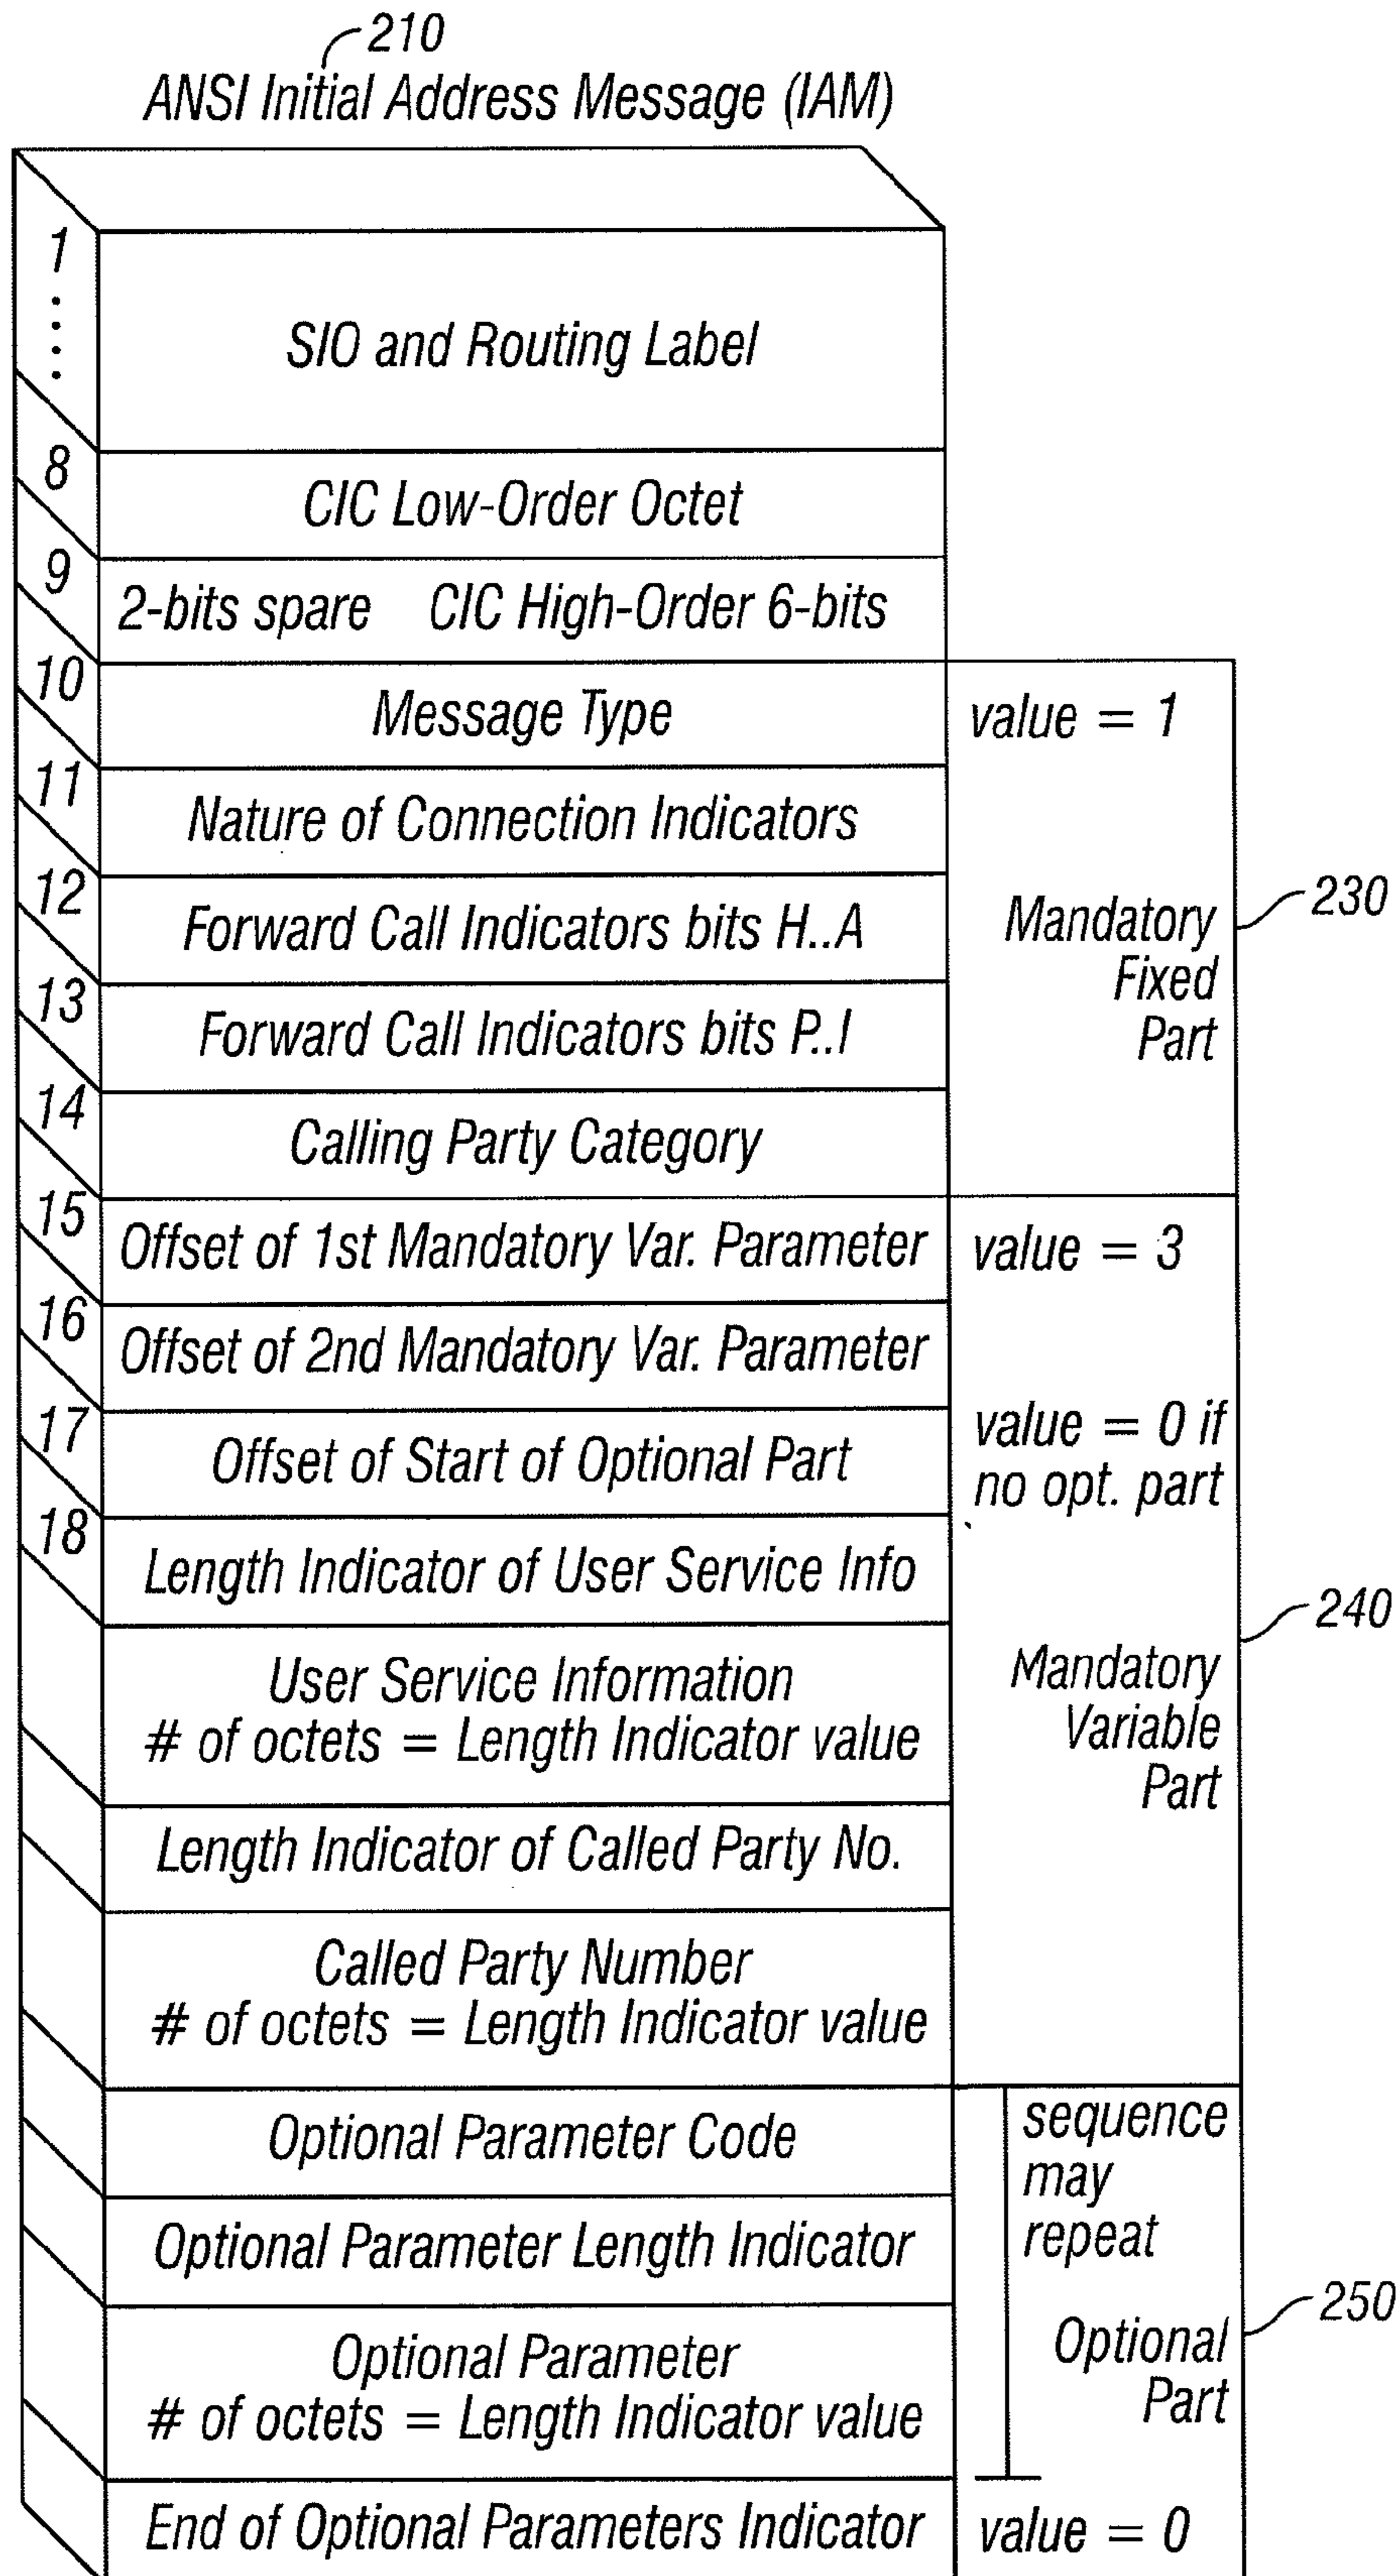 210
ANSI Initial Address Message (IAM)
1
SIO and Routing Label
8
CIC Low-Order Octet
9
2-bits spare CIC High-Order 6-bits
10
Message Type
value = 1
11
Nature of Connection Indicators
12
Forward Call Indicators bits H..A
Mandatory
Fixed
Part
230
13
Forward Call Indicators bits P..I
14
Calling Party Category
15
Offset of 1st Mandatory Var. Parameter
value = 3
16
Offset of 2nd Mandatory Var. Parameter
17
Offset of Start of Optional Part
value = 0 if
no opt. part
18
Length Indicator of User Service Info
240
User Service Information
# of octets = Length Indicator value
Mandatory
Variable
Part
Length Indicator of Called Party No.
Called Party Number
# of octets = Length Indicator value
Optional Parameter Code
sequence
may
repeat
Optional Parameter Length Indicator
250
Optional Parameter
# of octets = Length Indicator value
Optional
Part
End of Optional Parameters Indicator
value = 0